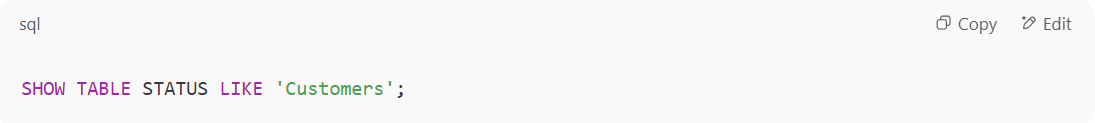 sql Copy Edit
SHOW TABLE STATUS LIKE 'Customers';